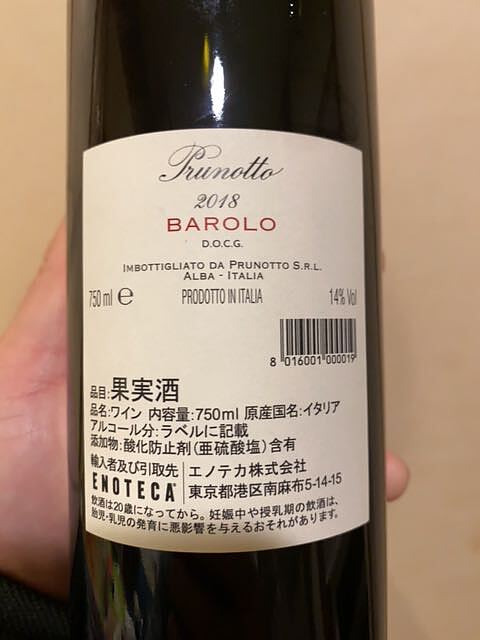 Prunotto
2018
BAROLO
D.O.C.G.
IMBOTTIGLIATO DA PRUNOTTO S.R.L.
ALBA - ITALIA
750 ml e PRODOTTO IN ITALIA 14% Vol
8 016001 000019
品目:果実酒
品名:ワイン 内容量:750ml 原産国名:イタリア
アルコール分:ラベルに記載
添加物:酸化防止剤(亜硫酸塩)含有
輸入者及び引取先 エノテカ株式会社
ENOTECA 東京都港区南麻布5-14-15
飲酒は20歳になってから。妊娠中や授乳期の飲酒は、
胎児・乳児の発育に悪影響を与えるおそれがあります。